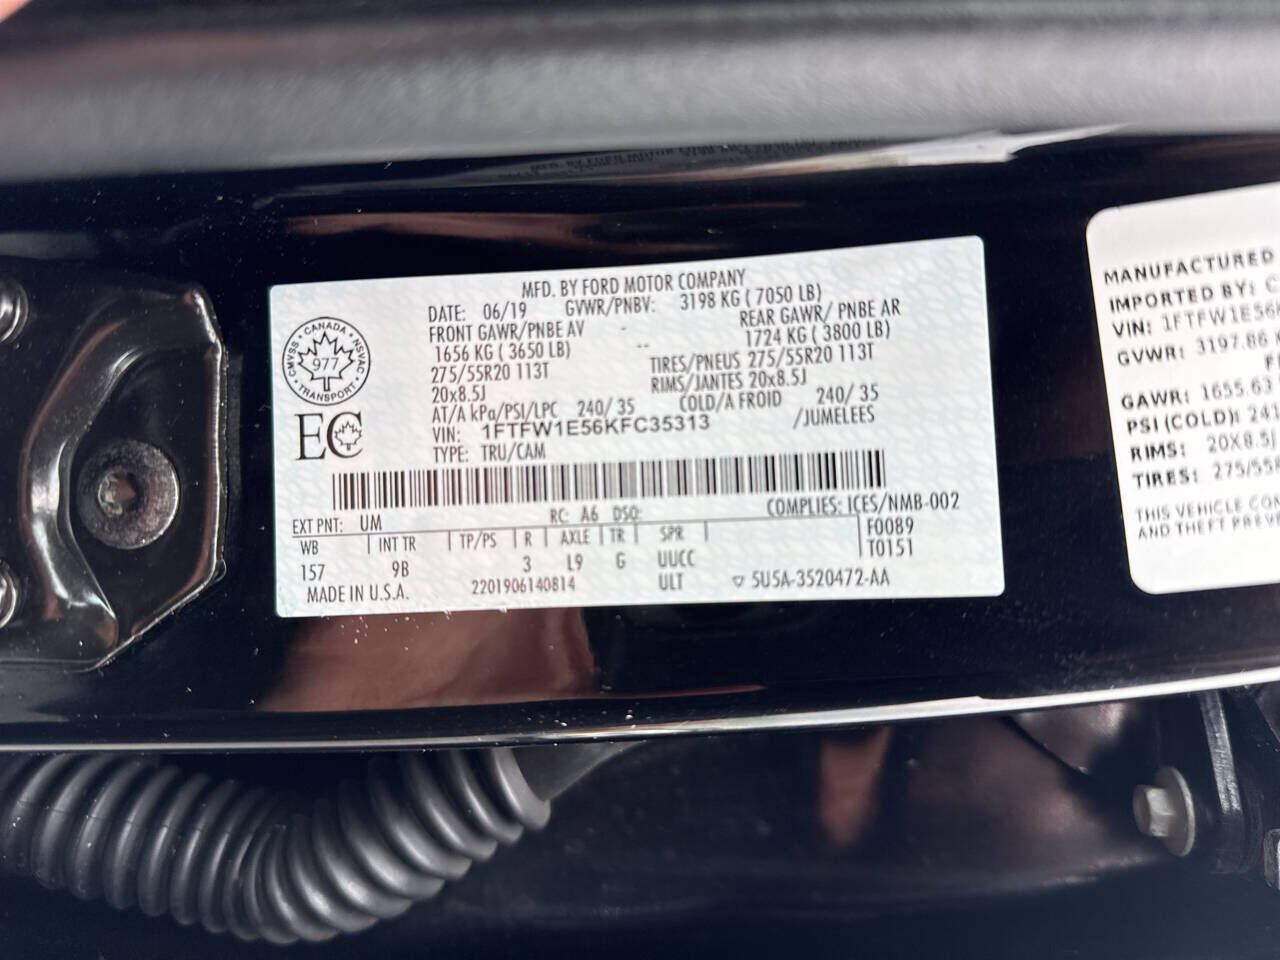 MFD. BY FORD MOTOR COMPANY
DATE: 06/19 GVWR/PNBV: 3198 KG ( 7050 LB)
FRONT GAWR/PNBE AV - REAR GAWR/ PNBE AR
1656 KG ( 3650 LB) -- 1724 KG ( 3800 LB)
275/55R20 113T TIRES/PNEUS 275/55R20 113T
20x8.5J RIMS/JANTES 20x8.5J
AT/A kPa/PSI/LPC 240/ 35 COLD/A FROID 240/ 35
VIN: 1FTFW1E56KFC35313 /JUMELEES
TYPE: TRU/CAM
CMVSS • CANADA • NSVAC
977
• TRANSPORT •
EC
EXT PNT: UM RC: A6 DSO: COMPLIES: ICES/NMB-002
WB INT TR TP/PS R AXLE TR SPR F0089
157 9B 3 L9 G UUCC T0151
MADE IN U.S.A. 2201906140814 ULT ▽ 5U5A-3520472-AA
MANUFACTURED
IMPORTED BY:
VIN: 1FTFW1E56
GVWR: 3197.86
GAWR: 1655.63
PSI (COLD): 241
RIMS: 20X8.5J
TIRES: 275/55R
THIS VEHICLE
AND THEFT